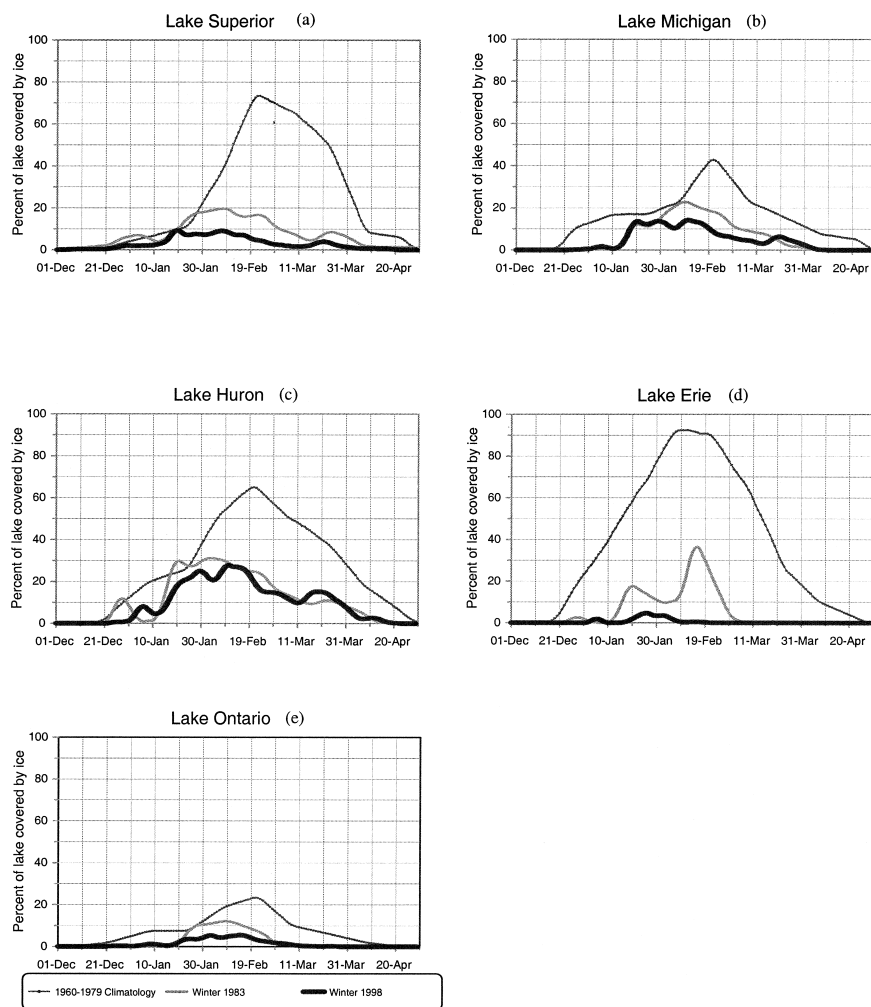 Lake Superior (a)
Percent of lake covered by ice
100
80
60
40
20
0
01-Dec 21-Dec 10-Jan 30-Jan 19-Feb 11-Mar 31-Mar 20-Apr
Lake Michigan (b)
Percent of lake covered by ice
100
80
60
40
20
0
01-Dec 21-Dec 10-Jan 30-Jan 19-Feb 11-Mar 31-Mar 20-Apr
Lake Huron (c)
Percent of lake covered by ice
100
80
60
40
20
0
01-Dec 21-Dec 10-Jan 30-Jan 19-Feb 11-Mar 31-Mar 20-Apr
Lake Erie (d)
Percent of lake covered by ice
100
80
60
40
20
0
01-Dec 21-Dec 10-Jan 30-Jan 19-Feb 11-Mar 31-Mar 20-Apr
Lake Ontario (e)
Percent of lake covered by ice
100
80
60
40
20
0
01-Dec 21-Dec 10-Jan 30-Jan 19-Feb 11-Mar 31-Mar 20-Apr
1960-1979 Climatology Winter 1983 Winter 1998